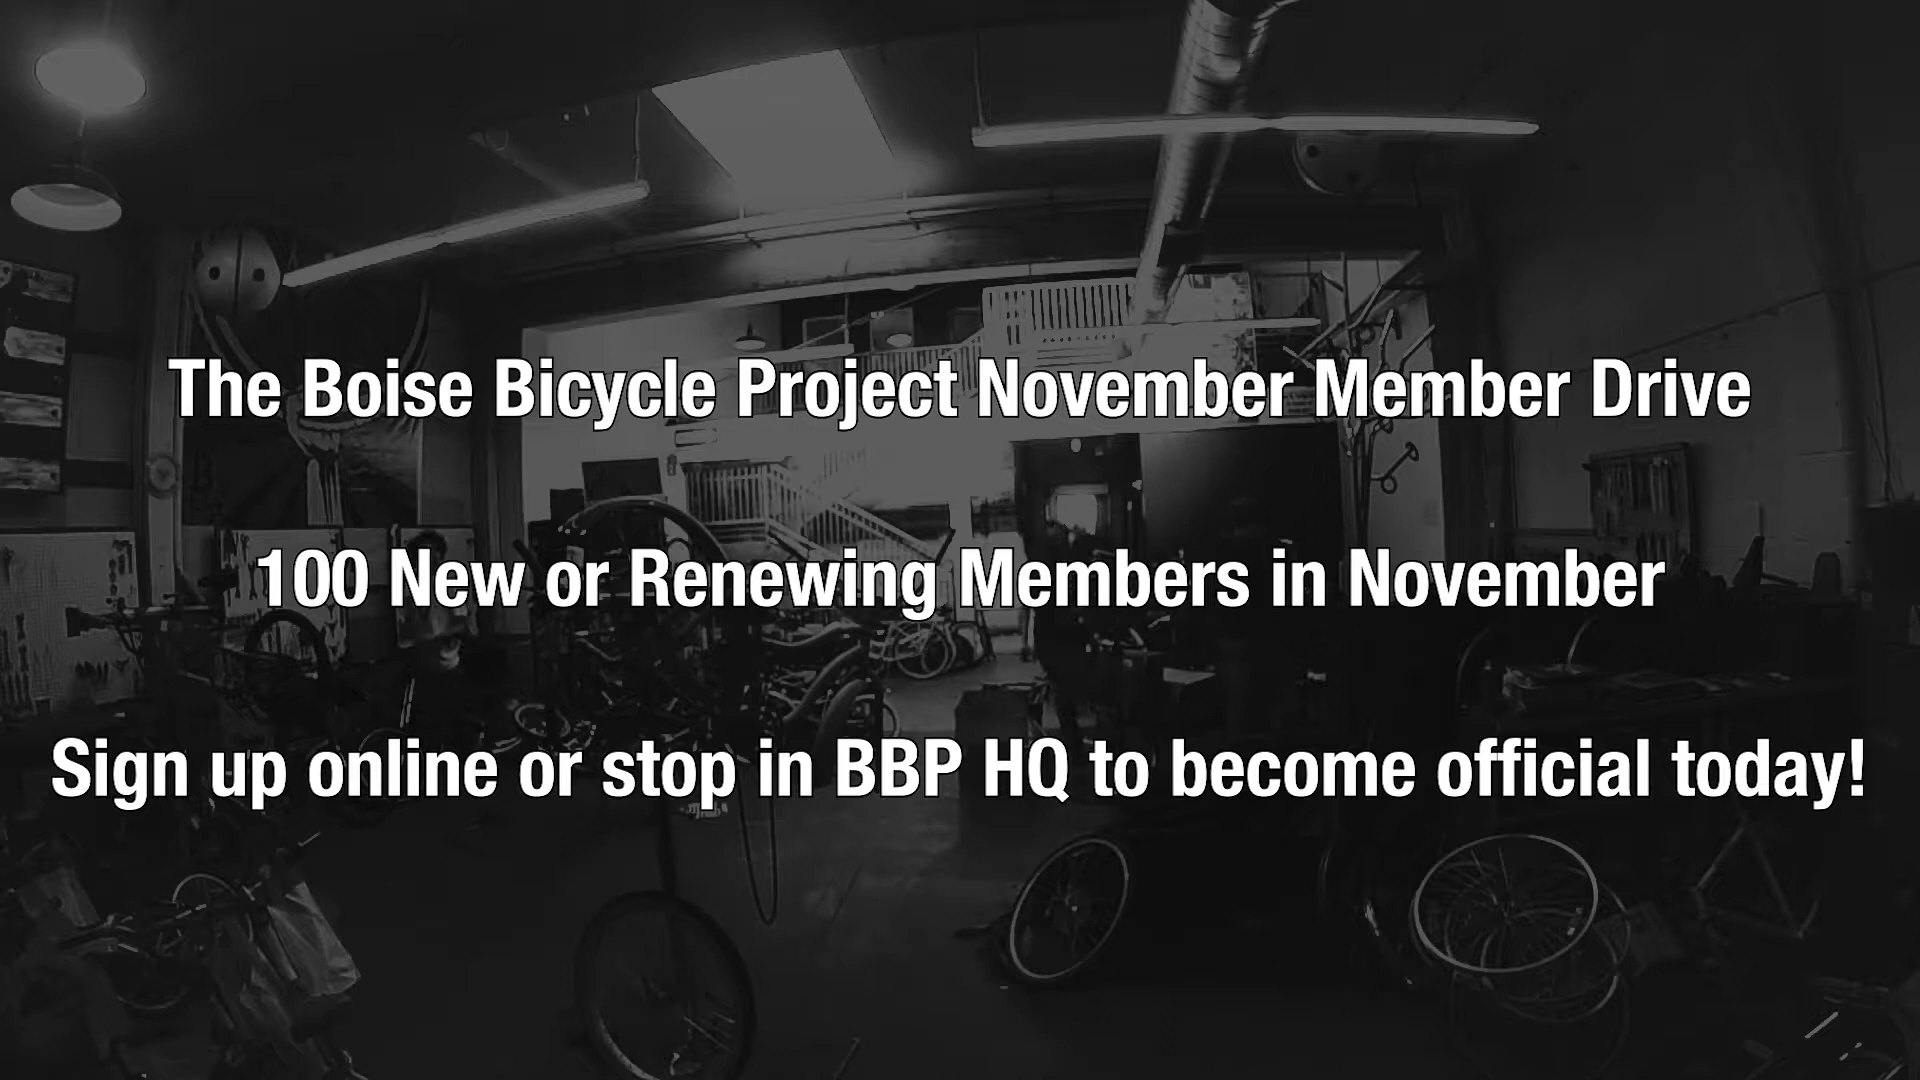 The Boise Bicycle Project November Member Drive
100 New or Renewing Members in November
Sign up online or stop in BBP HQ to become official today!